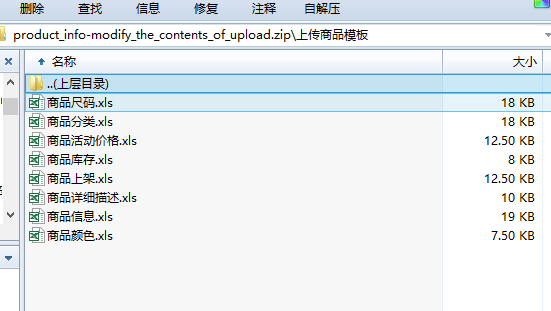 删除 查找 信息 修复 注释 自解压
product_info-modify_the_contents_of_upload.zip\上传商品模板
名称 大小
..(上层目录)
商品尺码.xls 18 KB
商品分类.xls 18 KB
商品活动价格.xls 12.50 KB
商品库存.xls 8 KB
商品上架.xls 12.50 KB
商品详细描述.xls 10 KB
商品信息.xls 19 KB
商品颜色.xls 7.50 KB